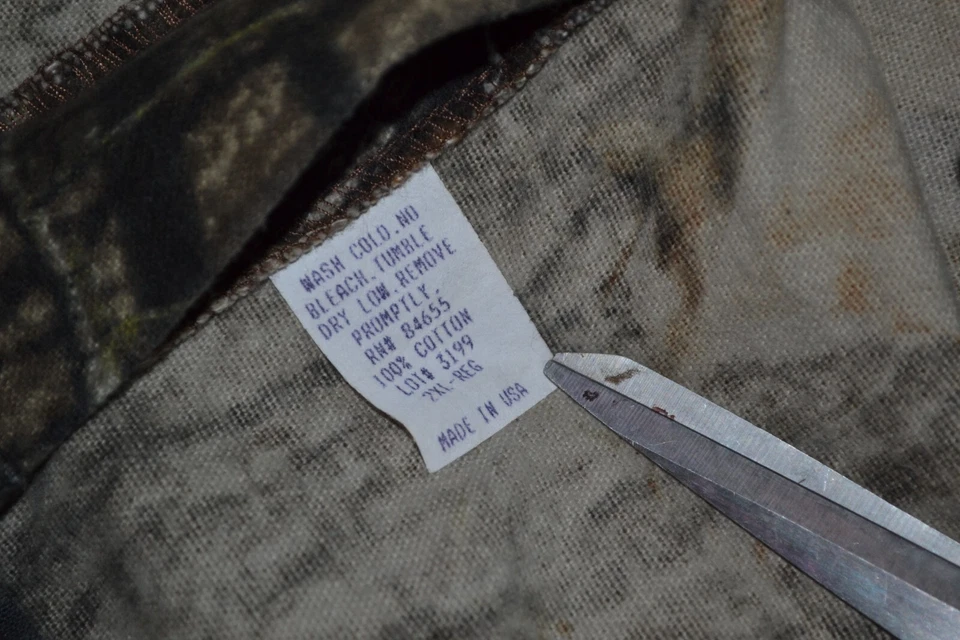 WASH COLD.NO
BLEACH.TUMBLE
DRY LOW.REMOVE
PROMPTLY.
RN# 84655
100% COTTON
LOT# 3199
2XL-REG
MADE IN USA